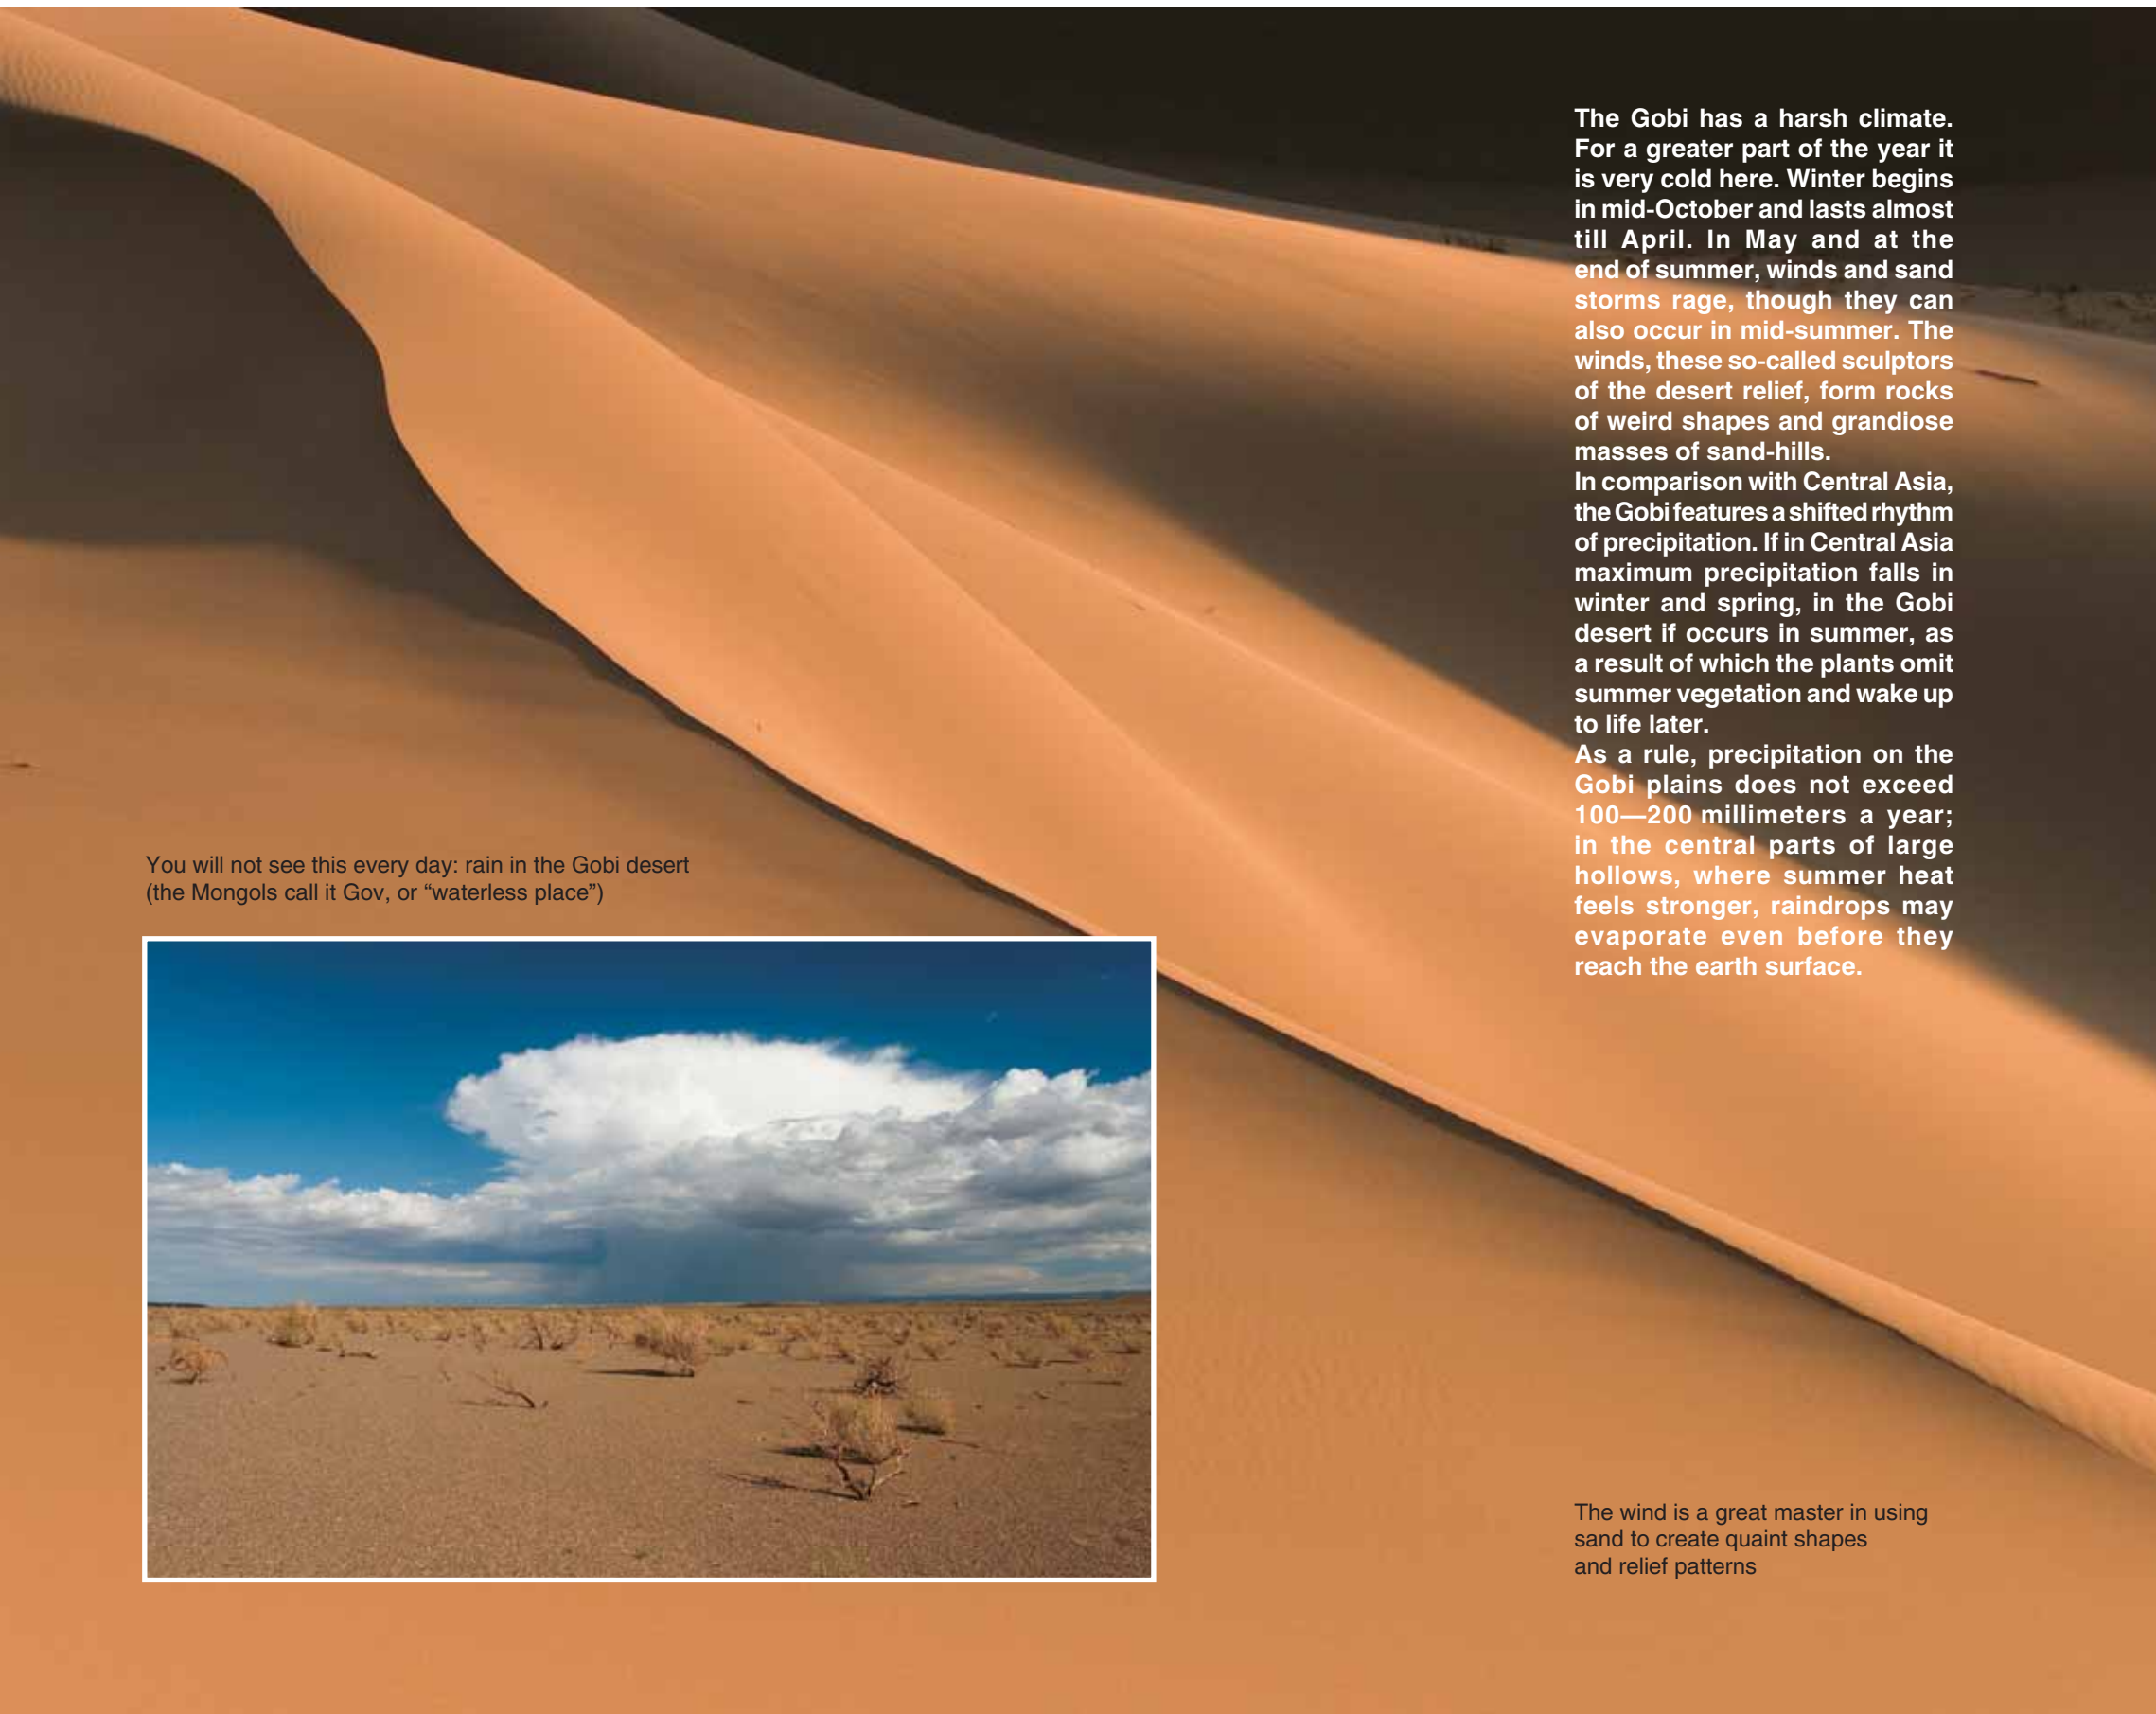 The Gobi has a harsh climate.
For a greater part of the year it
is very cold here. Winter begins
in mid-October and lasts almost
till April. In May and at the
end of summer, winds and sand
storms rage, though they can
also occur in mid-summer. The
winds, these so-called sculptors
of the desert relief, form rocks
of weird shapes and grandiose
masses of sand-hills.
In comparison with Central Asia,
the Gobi features a shifted rhythm
of precipitation. If in Central Asia
maximum precipitation falls in
winter and spring, in the Gobi
desert if occurs in summer, as
a result of which the plants omit
summer vegetation and wake up
to life later.
As a rule, precipitation on the
Gobi plains does not exceed
100—200 millimeters a year;
in the central parts of large
hollows, where summer heat
feels stronger, raindrops may
evaporate even before they
reach the earth surface.
You will not see this every day: rain in the Gobi desert
(the Mongols call it Gov, or “waterless place”)
The wind is a great master in using
sand to create quaint shapes
and relief patterns